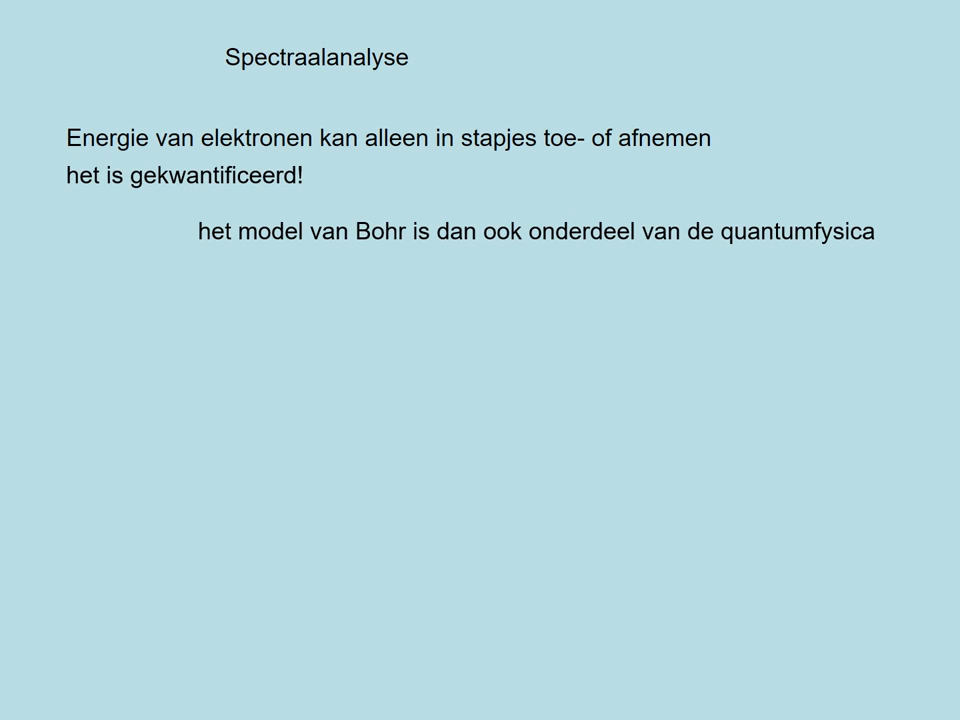 Spectraalanalyse
Energie van elektronen kan alleen in stapjes toe- of afnemen
het is gekwantificeerd!
het model van Bohr is dan ook onderdeel van de quantumfysica